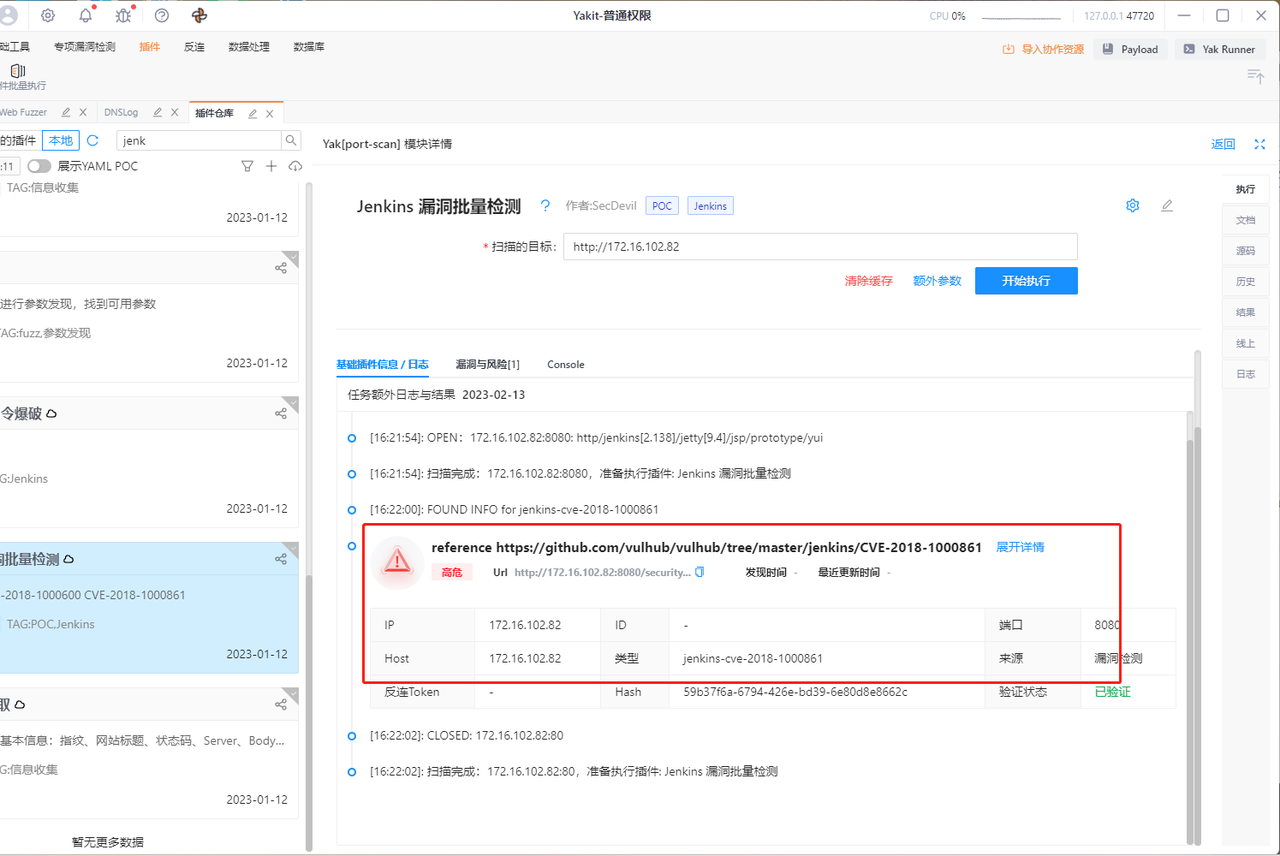 Yakit-普通权限
CPU 0%
127.0.0.1 47720
础工具 专项漏洞检测 插件 反连 数据处理 数据库
导入协作资源 Payload Yak Runner
件批量执行
Web Fuzzer DNSLog 插件仓库
的插件 本地 jenk
:11 展示YAML POC
TAG:信息收集
2023-01-12
进行参数发现，找到可用参数
TAG:fuzz,参数发现
2023-01-12
令爆破
G:Jenkins
2023-01-12
洞批量检测
-2018-1000600 CVE-2018-1000861
TAG:POC,Jenkins
2023-01-12
取
基本信息：指纹、网站标题、状态码、Server、Body...
G:信息收集
2023-01-12
暂无更多数据
Yak[port-scan] 模块详情 返回
Jenkins 漏洞批量检测 ? 作者:SecDevil POC Jenkins
* 扫描的目标: http://172.16.102.82
清除缓存 额外参数 开始执行
基础插件信息 / 日志 漏洞与风险[1] Console
任务额外日志与结果 2023-02-13
[16:21:54]: OPEN：172.16.102.82:8080: http/jenkins[2.138]/jetty[9.4]/jsp/prototype/yui
[16:21:54]: 扫描完成：172.16.102.82:8080，准备执行插件: Jenkins 漏洞批量检测
[16:22:00]: FOUND INFO for jenkins-cve-2018-1000861
reference https://github.com/vulhub/vulhub/tree/master/jenkins/CVE-2018-1000861 展开详情
高危 Url http://172.16.102.82:8080/security... 发现时间 - 最近更新时间 -
IP 172.16.102.82 ID - 端口 8080
Host 172.16.102.82 类型 jenkins-cve-2018-1000861 来源 漏洞检测
反连Token - Hash 59b37f6a-6794-426e-bd39-6e80d8e8662c 验证状态 已验证
[16:22:02]: CLOSED: 172.16.102.82:80
[16:22:02]: 扫描完成：172.16.102.82:80，准备执行插件: Jenkins 漏洞批量检测
执行
文档
源码
历史
结果
线上
日志